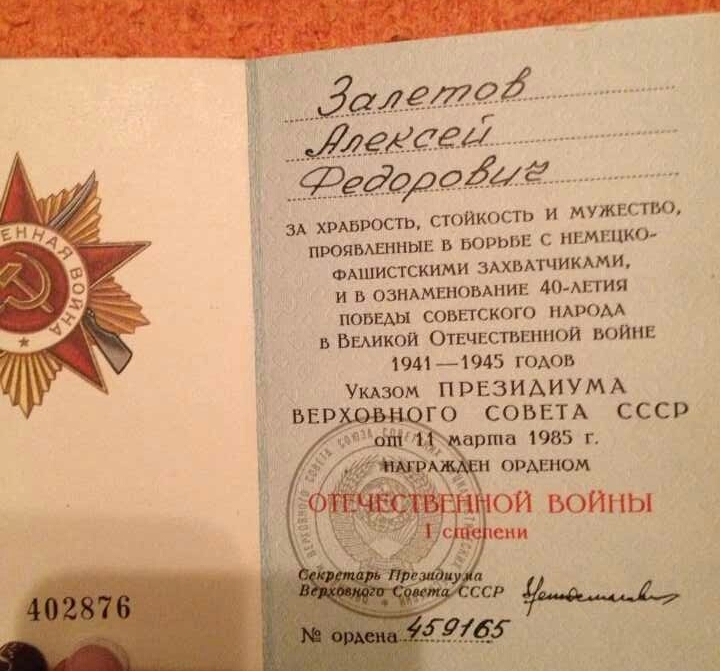 ЕННАЯ ВОЙНА
402876
Залетов
Алексей
Федорович
ЗА ХРАБРОСТЬ, СТОЙКОСТЬ И МУЖЕСТВО,
ПРОЯВЛЕННЫЕ В БОРЬБЕ С НЕМЕЦКО-
ФАШИСТСКИМИ ЗАХВАТЧИКАМИ,
И В ОЗНАМЕНОВАНИЕ 40-ЛЕТИЯ
ПОБЕДЫ СОВЕТСКОГО НАРОДА
В ВЕЛИКОЙ ОТЕЧЕСТВЕННОЙ ВОЙНЕ
1941—1945 ГОДОВ
УКАЗОМ ПРЕЗИДИУМА
ВЕРХОВНОГО СОВЕТА СССР
от 11 марта 1985 г.
НАГРАЖДЕН ОРДЕНОМ
ОТЕЧЕСТВЕННОЙ ВОЙНЫ
I степени
Секретарь Президиума
Верховного Совета СССР
№ ордена 459165